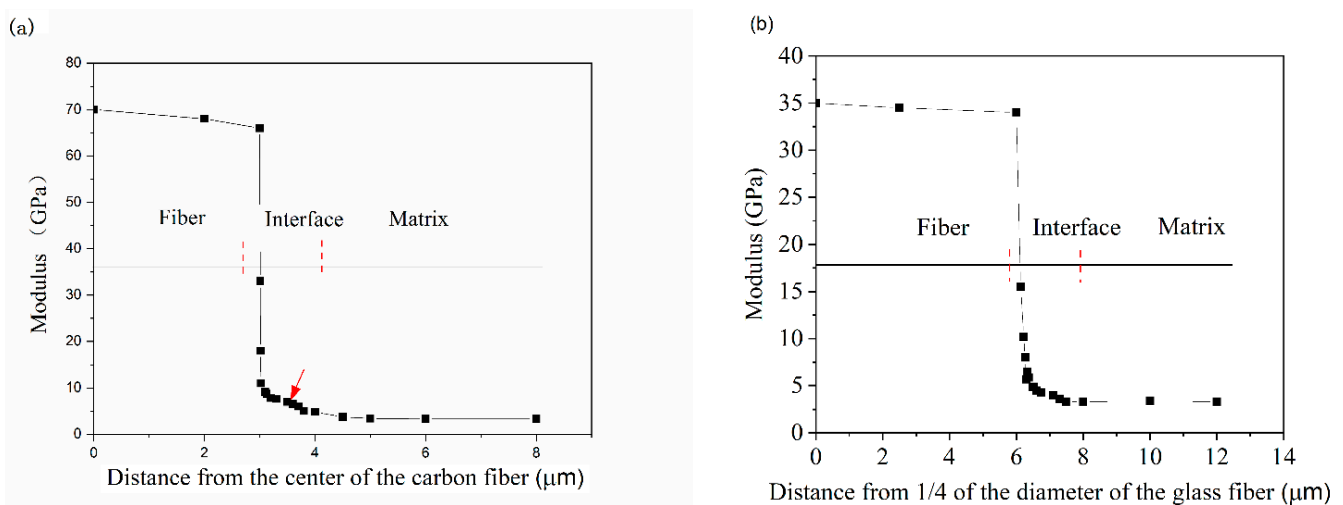 (a)
80
70
60
50
40
30
20
10
0
Modulus (GPa)
Fiber Interface Matrix
0 2 4 6 8
Distance from the center of the carbon fiber (μm)
(b)
40
35
30
25
20
15
10
5
0
Modulus (GPa)
Fiber Interface Matrix
0 2 4 6 8 10 12 14
Distance from 1/4 of the diameter of the glass fiber (μm)